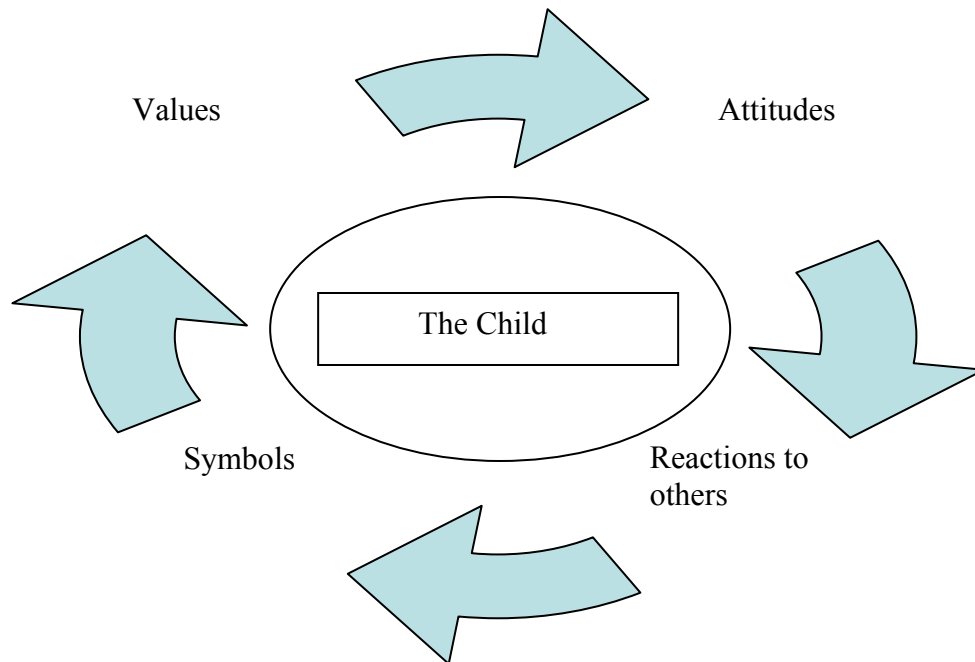 Values
Attitudes
The Child
Symbols
Reactions to
others